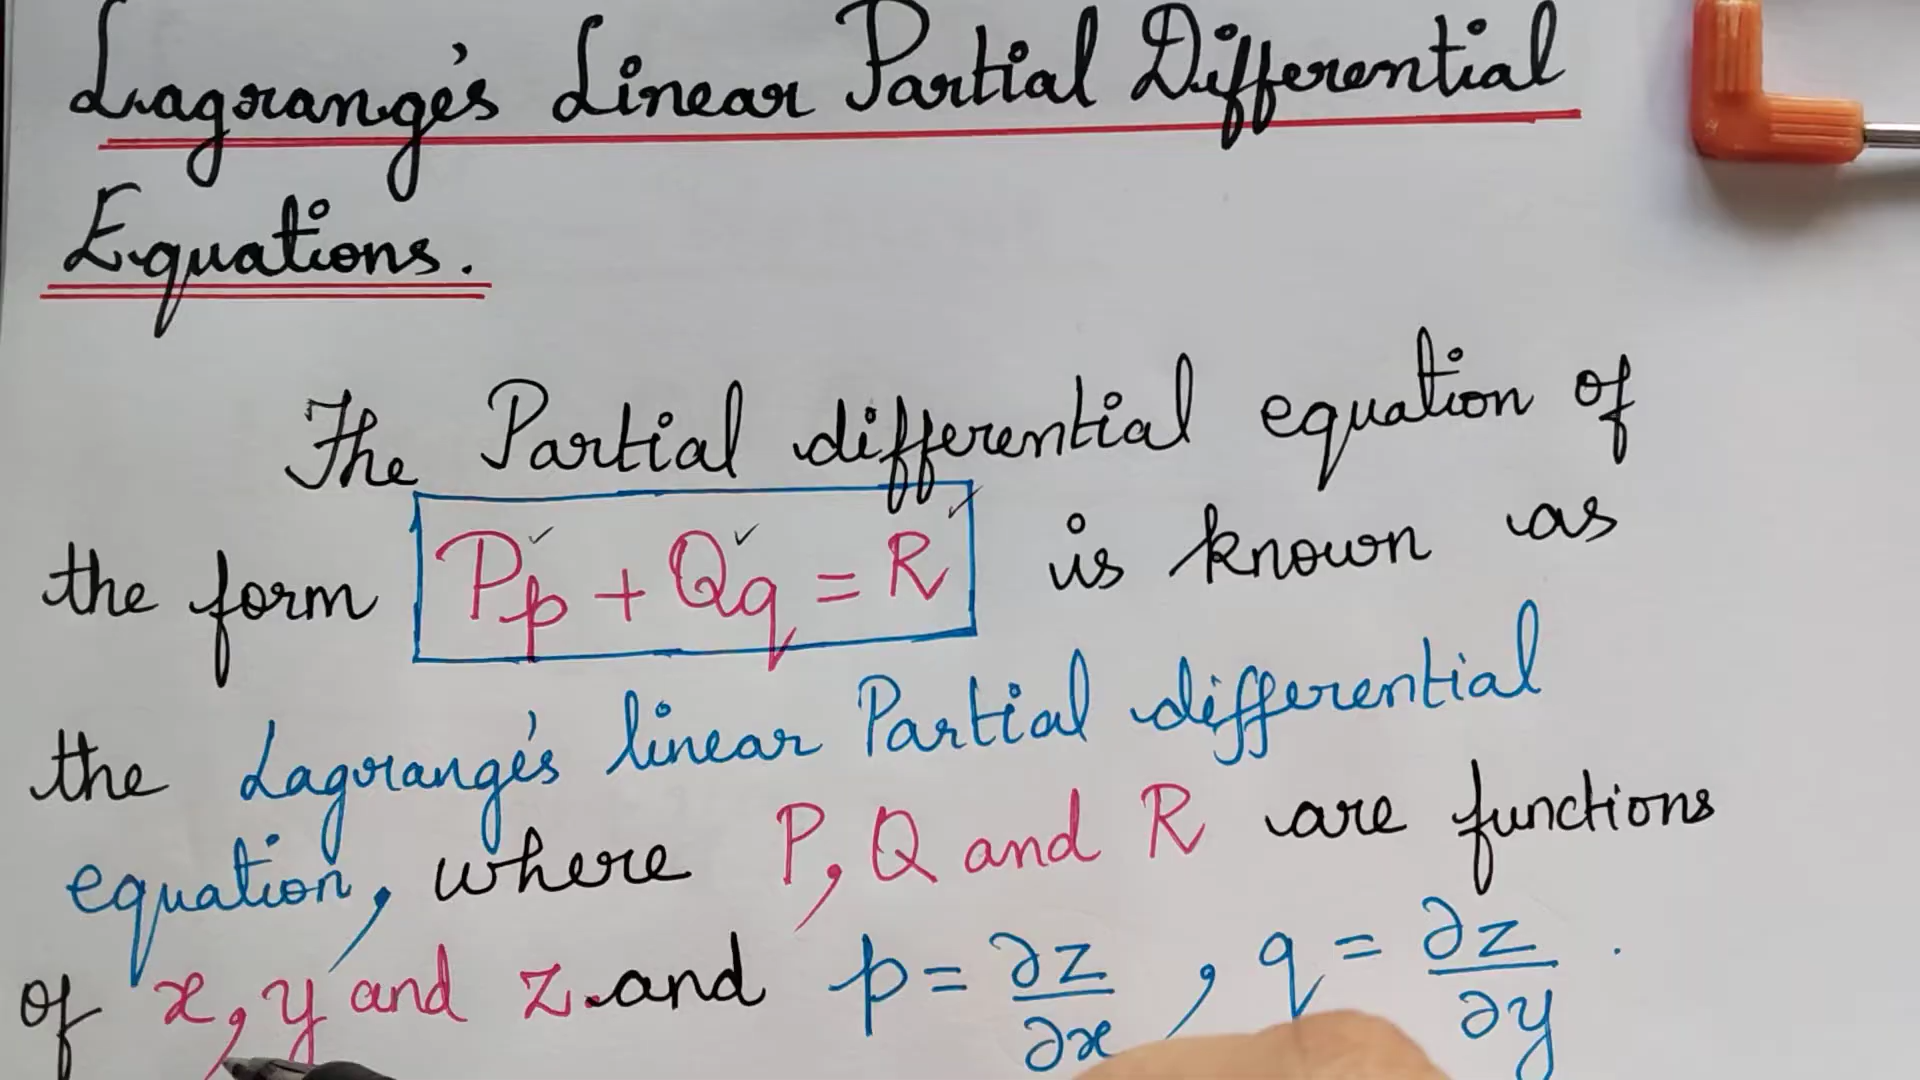 Lagrange's Linear Partial Differential
Equations.
The Partial differential equation of
the form Pp + Qq = R is known as
the Lagrange's linear Partial differential
equation, where P, Q and R are functions
of x, y and z and p = ∂z/∂x , q = ∂z/∂y .